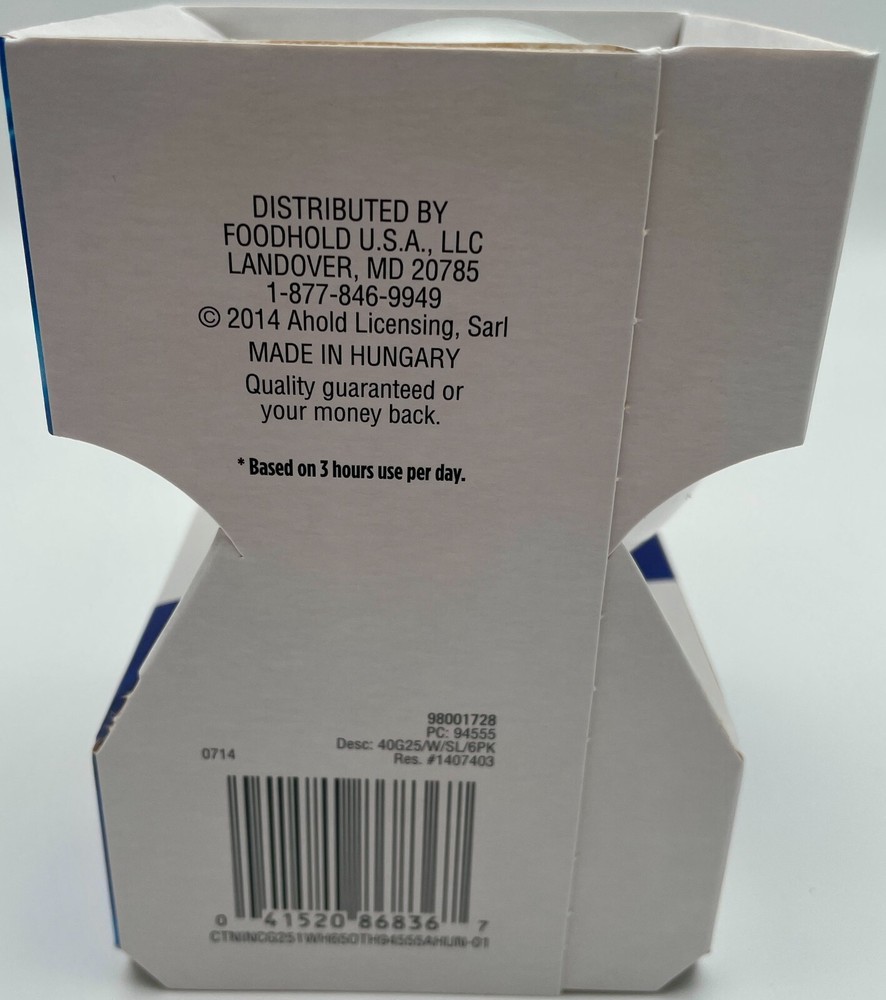 DISTRIBUTED BY
FOODHOLD U.S.A., LLC
LANDOVER, MD 20785
1-877-846-9949
© 2014 Ahold Licensing, Sarl
MADE IN HUNGARY
Quality guaranteed or
your money back.
* Based on 3 hours use per day.
98001728
PC: 94555
Desc: 40G25/W/SL/6PK
0714
Res. #1407403
0 41520 86836 7